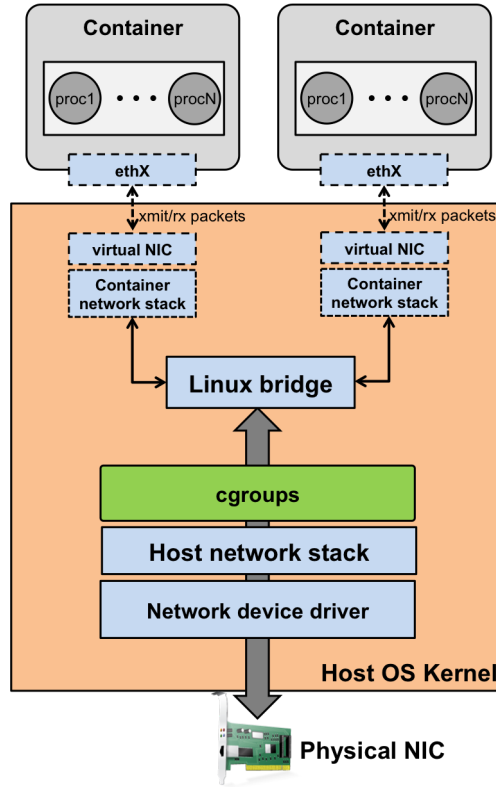 Container
Container
proc1 • • • procN
proc1 • • • procN
ethX
ethX
xmit/rx packets
xmit/rx packets
virtual NIC
virtual NIC
Container
network stack
Container
network stack
Linux bridge
cgroups
Host network stack
Network device driver
Host OS Kernel
Physical NIC